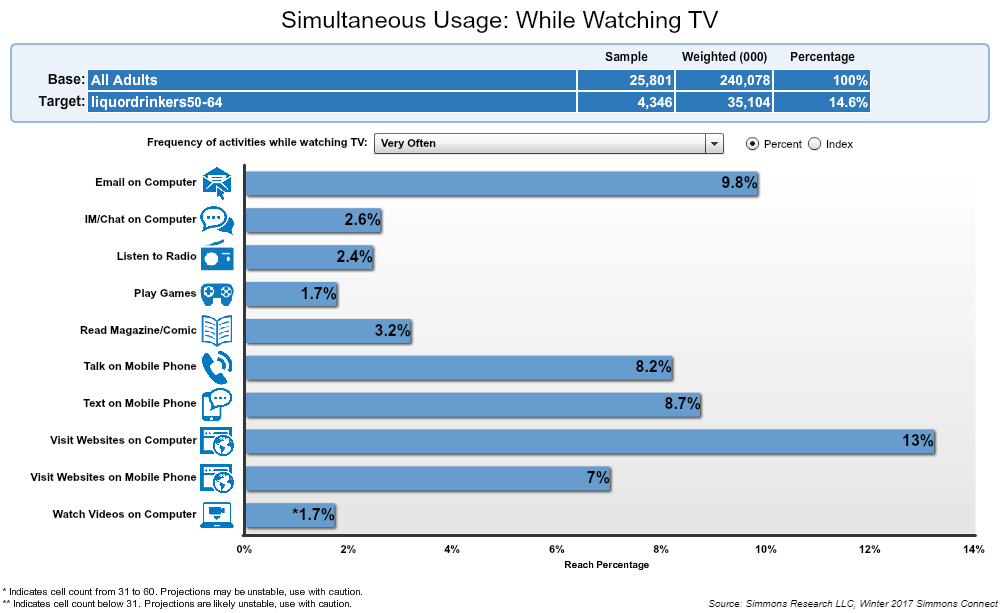 Simultaneous Usage: While Watching TV
Sample Weighted (000) Percentage
Base: All Adults 25,801 240,078 100%
Target: liquordrinkers50-64 4,346 35,104 14.6%
Frequency of activities while watching TV: Very Often Percent Index
Email on Computer 9.8%
IM/Chat on Computer 2.6%
Listen to Radio 2.4%
Play Games 1.7%
Read Magazine/Comic 3.2%
Talk on Mobile Phone 8.2%
Text on Mobile Phone 8.7%
Visit Websites on Computer 13%
Visit Websites on Mobile Phone 7%
Watch Videos on Computer *1.7%
0% 2% 4% 6% 8% 10% 12% 14%
Reach Percentage
* Indicates cell count from 31 to 60. Projections may be unstable, use with caution.
** Indicates cell count below 31. Projections are likely unstable, use with caution.
Source: Simmons Research LLC, Winter 2017 Simmons Connect